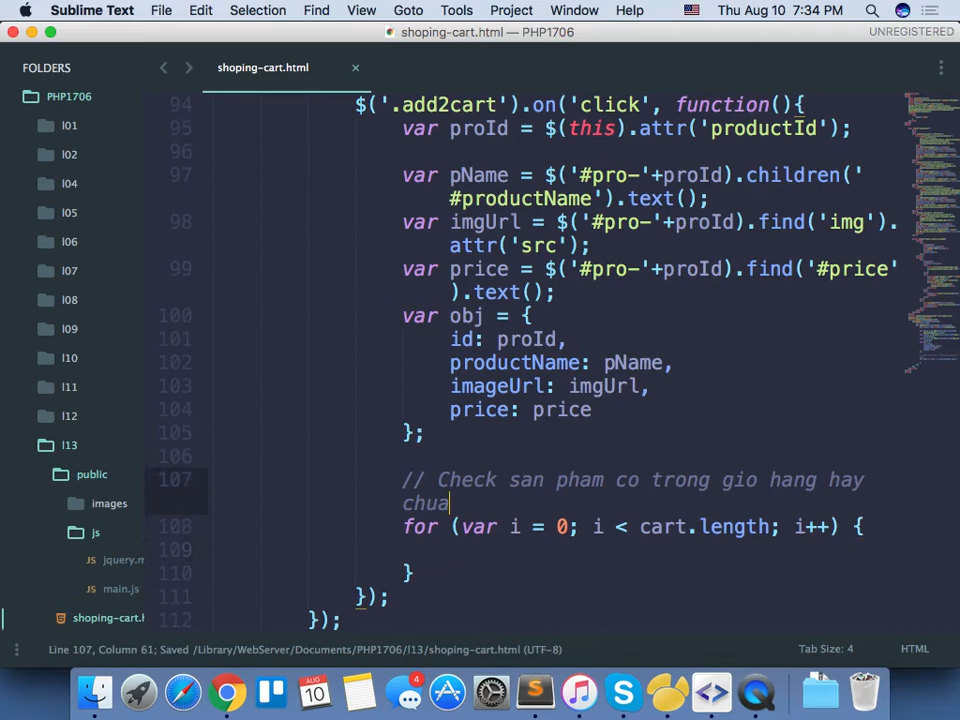 Sublime Text File Edit Selection Find View Goto Tools Project Window Help Thu Aug 10 7:34 PM
shoping-cart.html — PHP1706 UNREGISTERED
FOLDERS
PHP1706
l01
l02
l04
l05
l06
l07
l08
l09
l10
l11
l12
l13
public
images
js
JS jquery.m
JS main.js
shoping-cart.h
shoping-cart.html ×
94 $('.add2cart').on('click', function(){
95 var proId = $(this).attr('productId');
96
97 var pName = $('#pro-'+proId).children('
#productName').text();
98 var imgUrl = $('#pro-'+proId).find('img').
attr('src');
99 var price = $('#pro-'+proId).find('#price'
).text();
100 var obj = {
101 id: proId,
102 productName: pName,
103 imageUrl: imgUrl,
104 price: price
105 };
106
107 // Check san pham co trong gio hang hay
chua
108 for (var i = 0; i < cart.length; i++) {
109
110 }
111 });
112 });
Line 107, Column 61; Saved /Library/WebServer/Documents/PHP1706/l13/shoping-cart.html (UTF-8) Tab Size: 4 HTML
AUG
10
4